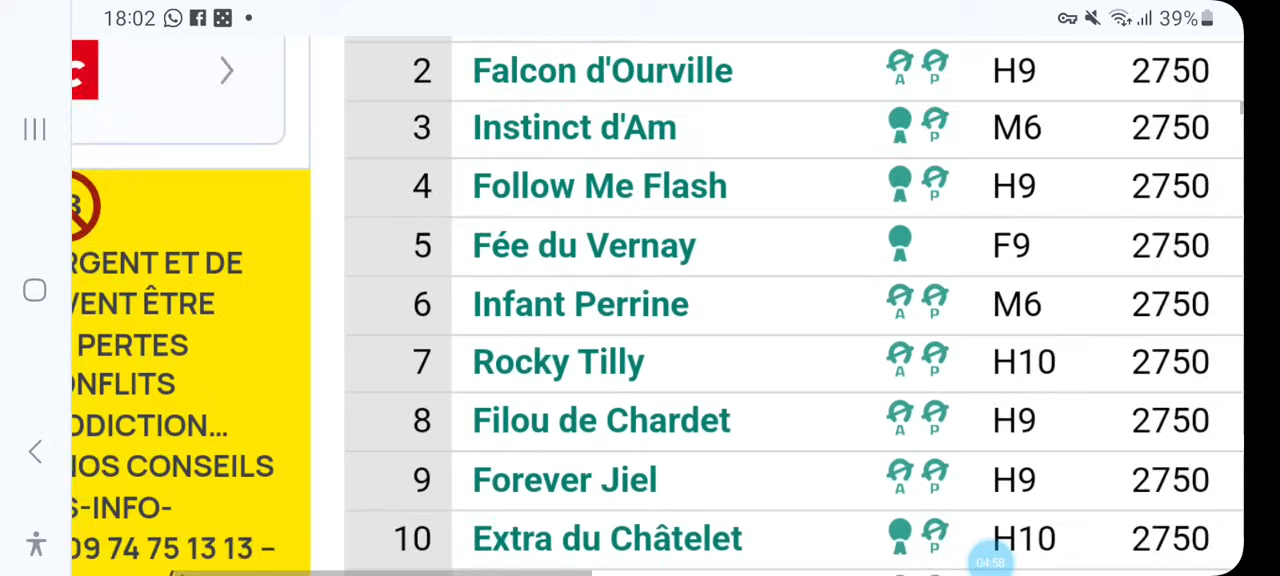 18:02
39%
2 Falcon d'Ourville A P H9 2750
3 Instinct d'Am A P M6 2750
4 Follow Me Flash A P H9 2750
5 Fée du Vernay A F9 2750
6 Infant Perrine A P M6 2750
7 Rocky Tilly A P H10 2750
8 Filou de Chardet A P H9 2750
9 Forever Jiel A P H9 2750
10 Extra du Châtelet A P H10 2750
RGENT ET DE
VENT ÊTRE
PERTES
ONFLITS
DDICTION...
NOS CONSEILS
S-INFO-
09 74 75 13 13 –
04:58